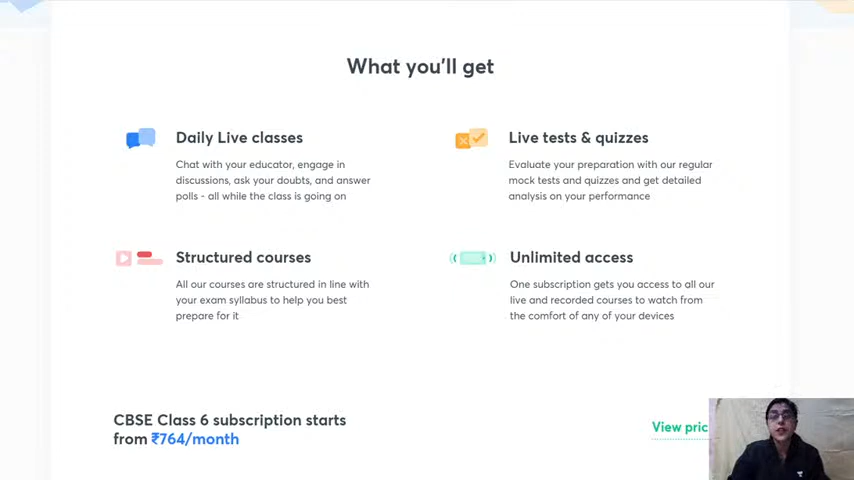 What you'll get
Daily Live classes
Chat with your educator, engage in
discussions, ask your doubts, and answer
polls - all while the class is going on
Live tests & quizzes
Evaluate your preparation with our regular
mock tests and quizzes and get detailed
analysis on your performance
Structured courses
All our courses are structured in line with
your exam syllabus to help you best
prepare for it
Unlimited access
One subscription gets you access to all our
live and recorded courses to watch from
the comfort of any of your devices
CBSE Class 6 subscription starts
from ₹764/month
View pric